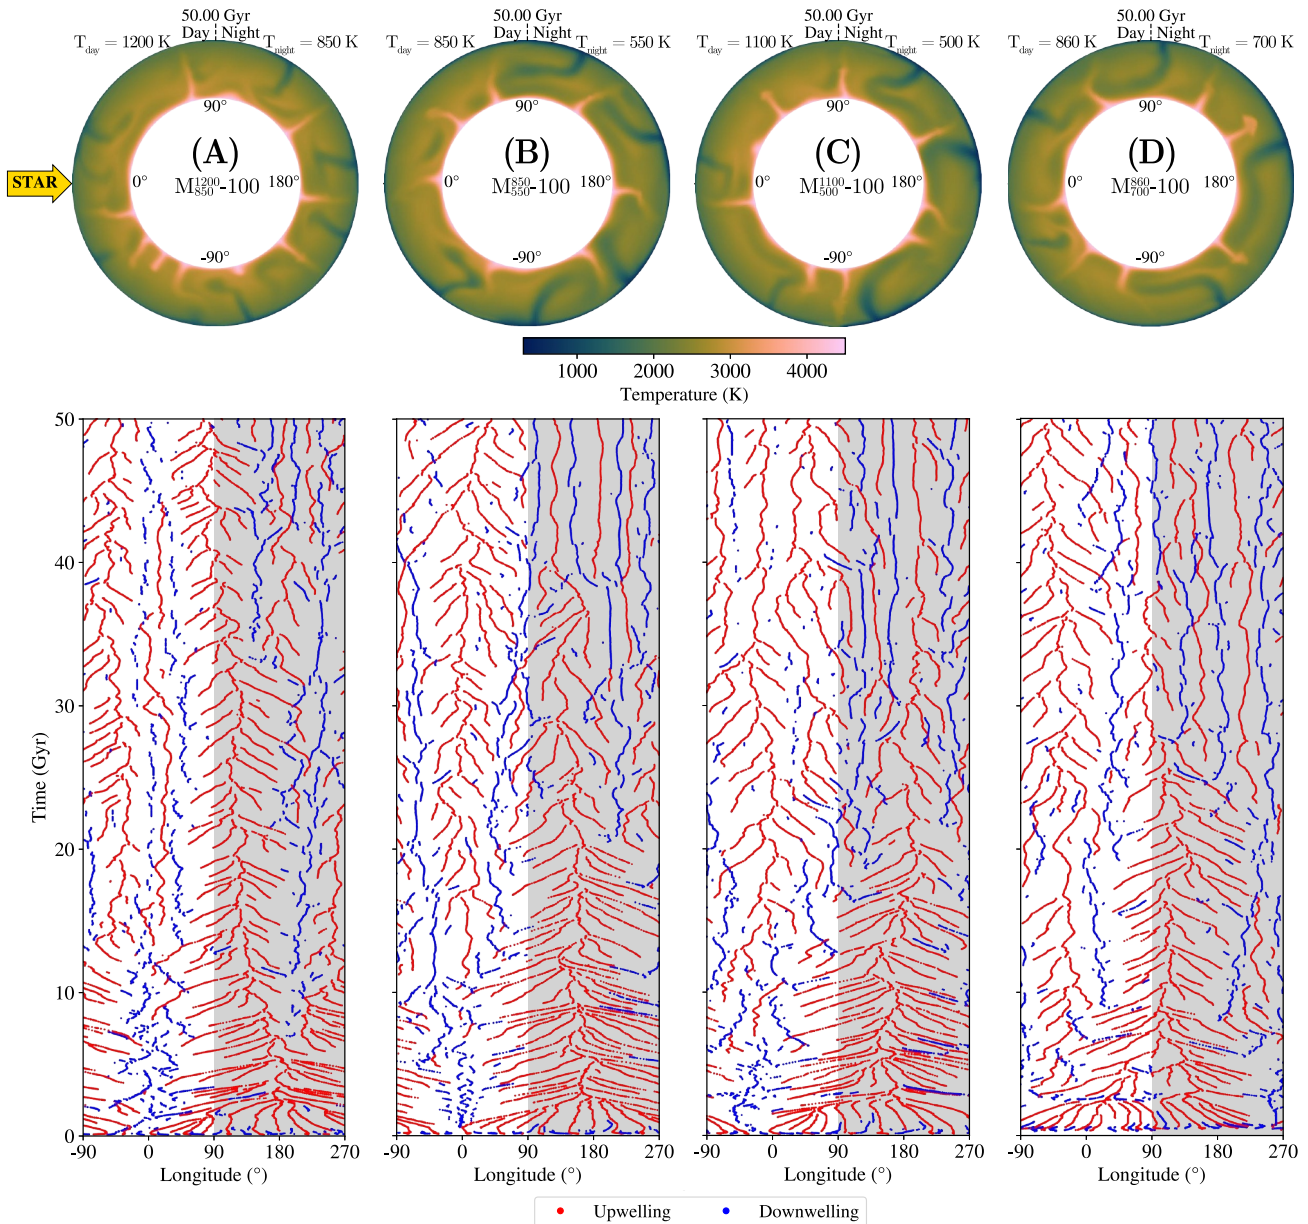 50.00 Gyr
Day Night
T_day = 1200 K T_night = 850 K
90°
(A)
0° M^1200_850-100 180°
-90°
STAR
50.00 Gyr
Day Night
T_day = 850 K T_night = 550 K
90°
(B)
0° M^850_550-100 180°
-90°
50.00 Gyr
Day Night
T_day = 1100 K T_night = 500 K
90°
(C)
0° M^1100_500-100 180°
-90°
50.00 Gyr
Day Night
T_day = 860 K T_night = 700 K
90°
(D)
0° M^860_700-100 180°
-90°
1000 2000 3000 4000
Temperature (K)
50
40
30
20
10
0
Time (Gyr)
-90 0 90 180 270
Longitude (°)
-90 0 90 180 270
Longitude (°)
-90 0 90 180 270
Longitude (°)
-90 0 90 180 270
Longitude (°)
Upwelling Downwelling